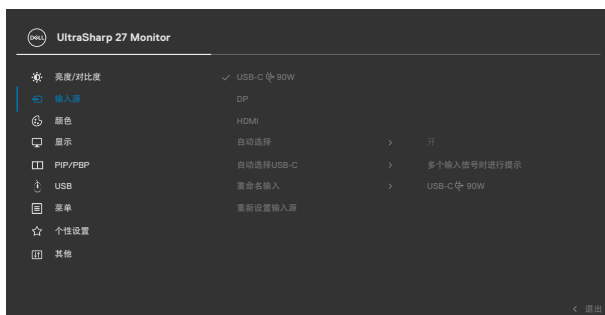 DELL UltraSharp 27 Monitor
亮度/对比度 USB-C 90W
输入源 DP
颜色 HDMI
显示 自动选择 开
PIP/PBP 自动选择USB-C 多个输入信号时进行提示
USB 重命名输入 USB-C 90W
菜单 重新设置输入源
个性设置
其他
退出